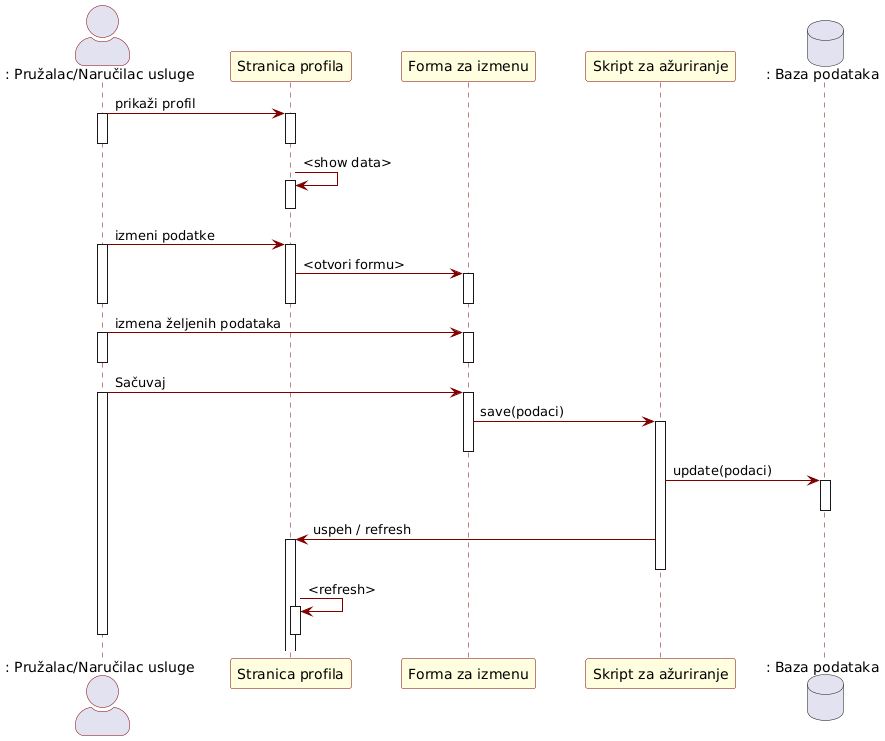 : Pružalac/Naručilac usluge
Stranica profila
Forma za izmenu
Skript za ažuriranje
: Baza podataka
prikaži profil
<show data>
izmeni podatke
<otvori formu>
izmena željenih podataka
Sačuvaj
save(podaci)
update(podaci)
uspeh / refresh
<refresh>
: Pružalac/Naručilac usluge
Stranica profila
Forma za izmenu
Skript za ažuriranje
: Baza podataka